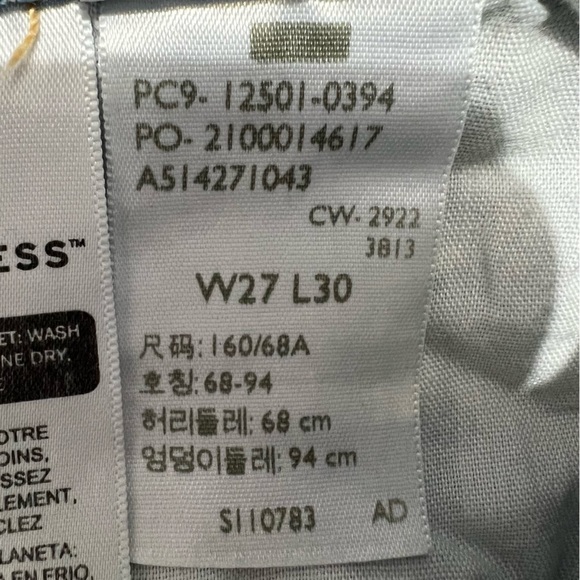 PC9- 12501-0394
PO- 2100014617
A514271043
CW- 2922
3813
W27 L30
尺码: 160/68A
호칭: 68-94
허리둘레: 68 cm
엉덩이둘레: 94 cm
S110783 AD
ESS™
ET: WASH
NE DRY,
OTRE
OINS,
SSEZ
LEMENT,
CLEZ
LANETA:
EN FRIO,